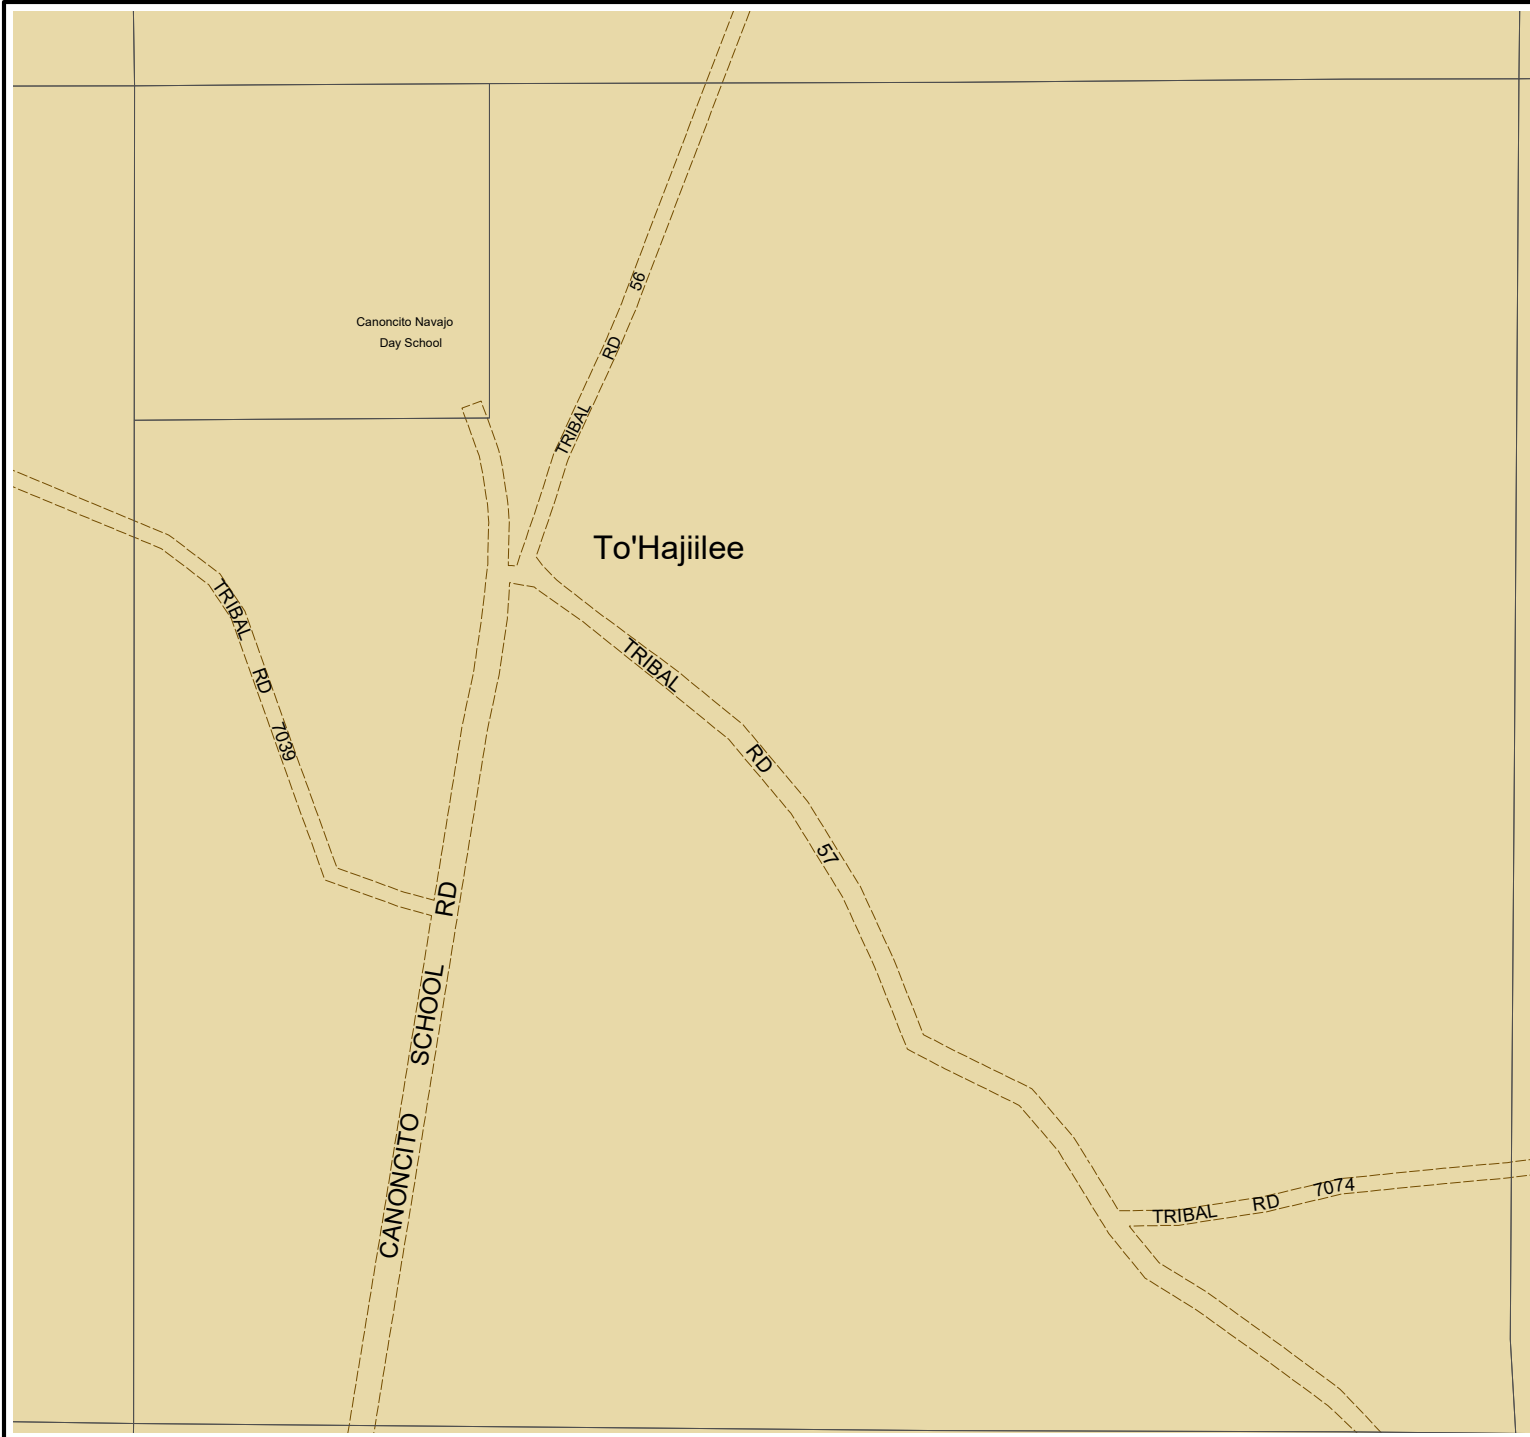 Canoncito Navajo
Day School
TRIBAL RD 56
To'Hajiilee
TRIBAL RD 7039
TRIBAL RD 57
CANONCITO SCHOOL RD
TRIBAL RD 7074